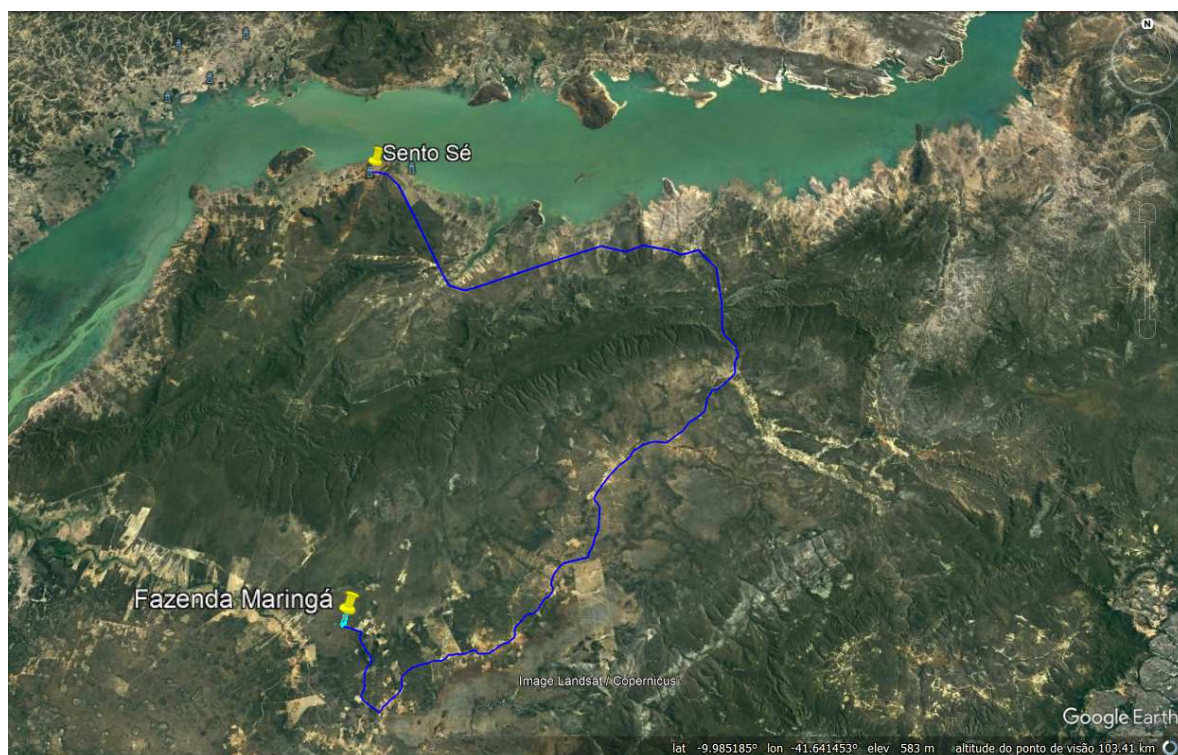 N
Sento Sé
Fazenda Maringá
Image Landsat / Copernicus
Google Earth
lat -9.985185° lon -41.641453° elev 583 m altitude do ponto de visão 103.41 km